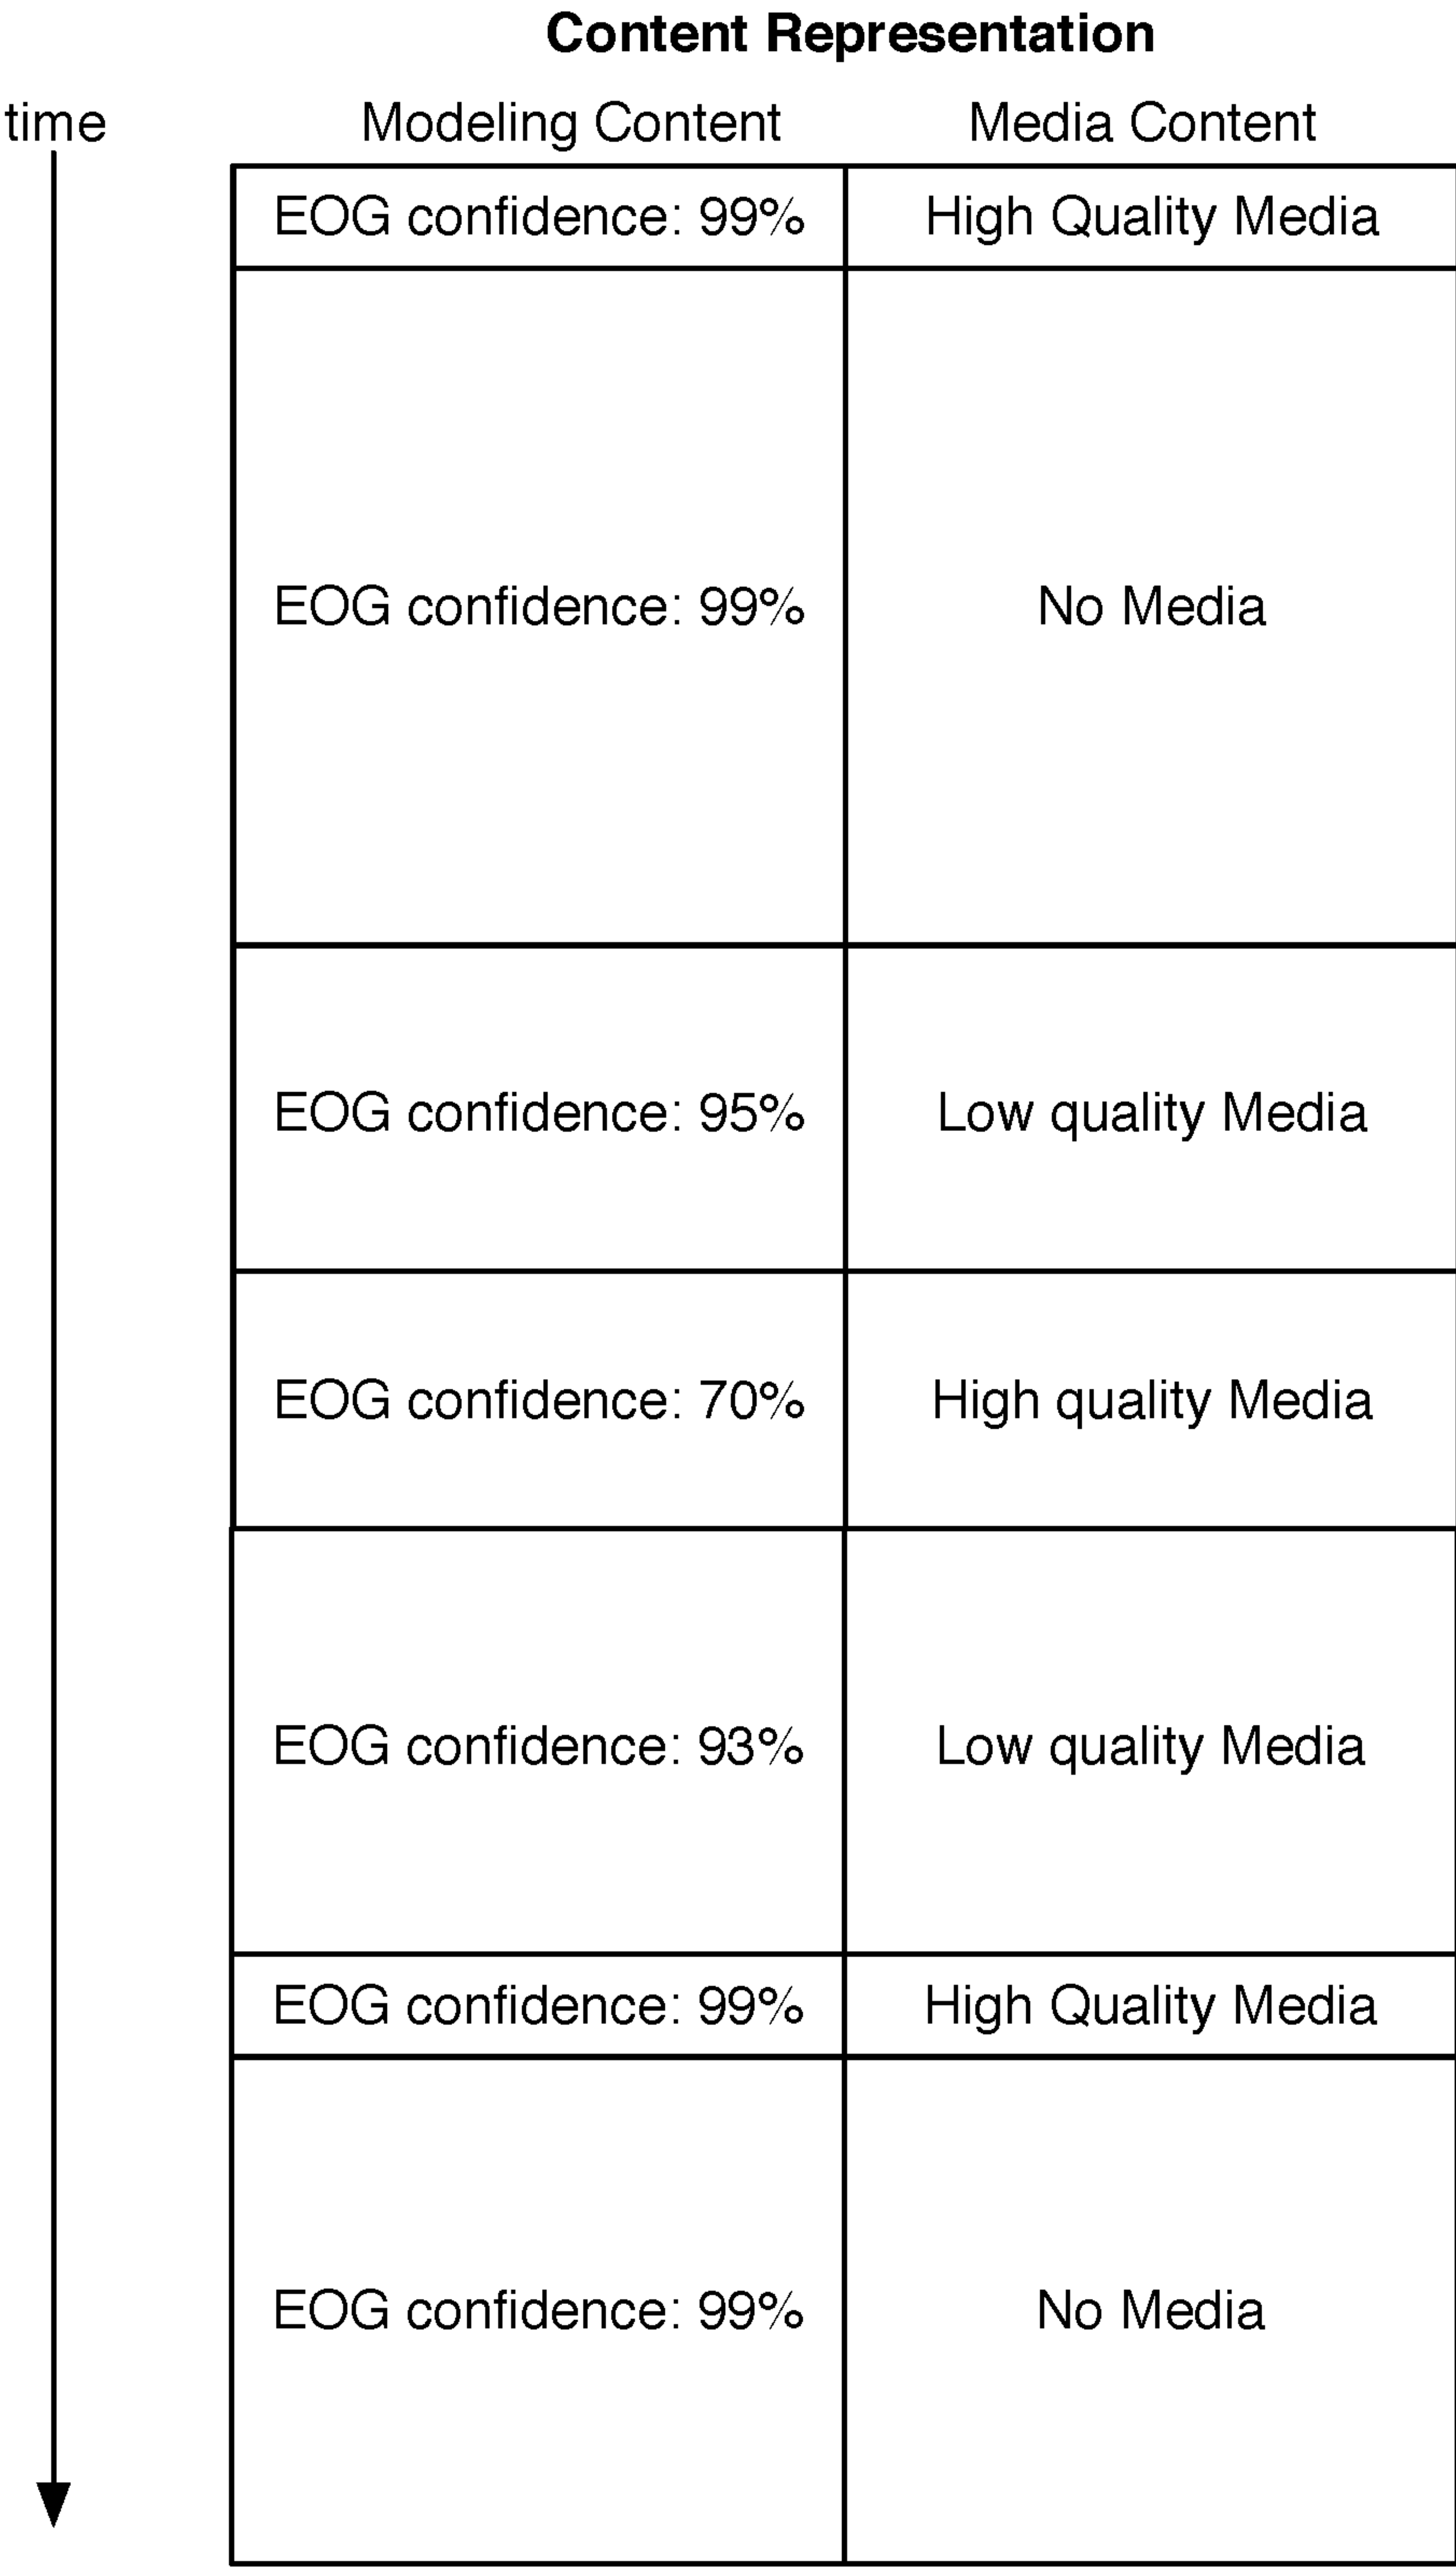 Content Representation
time
Modeling Content Media Content
EOG confidence: 99% High Quality Media
EOG confidence: 99% No Media
EOG confidence: 95% Low quality Media
EOG confidence: 70% High quality Media
EOG confidence: 93% Low quality Media
EOG confidence: 99% High Quality Media
EOG confidence: 99% No Media